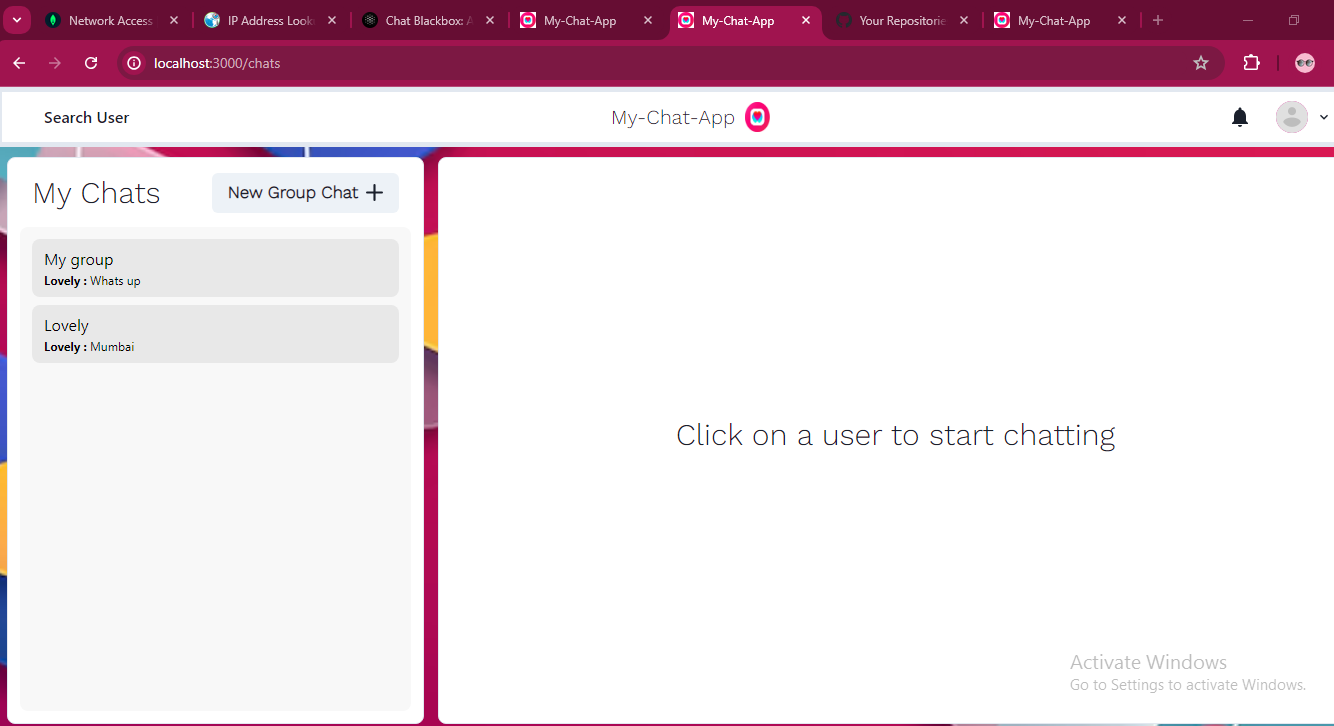 Network Access
IP Address Look
Chat Blackbox: A
My-Chat-App
My-Chat-App
Your Repositorie
My-Chat-App
localhost:3000/chats
Search User
My-Chat-App
My Chats
New Group Chat
My group
Lovely : Whats up
Lovely
Lovely : Mumbai
Click on a user to start chatting
Activate Windows
Go to Settings to activate Windows.